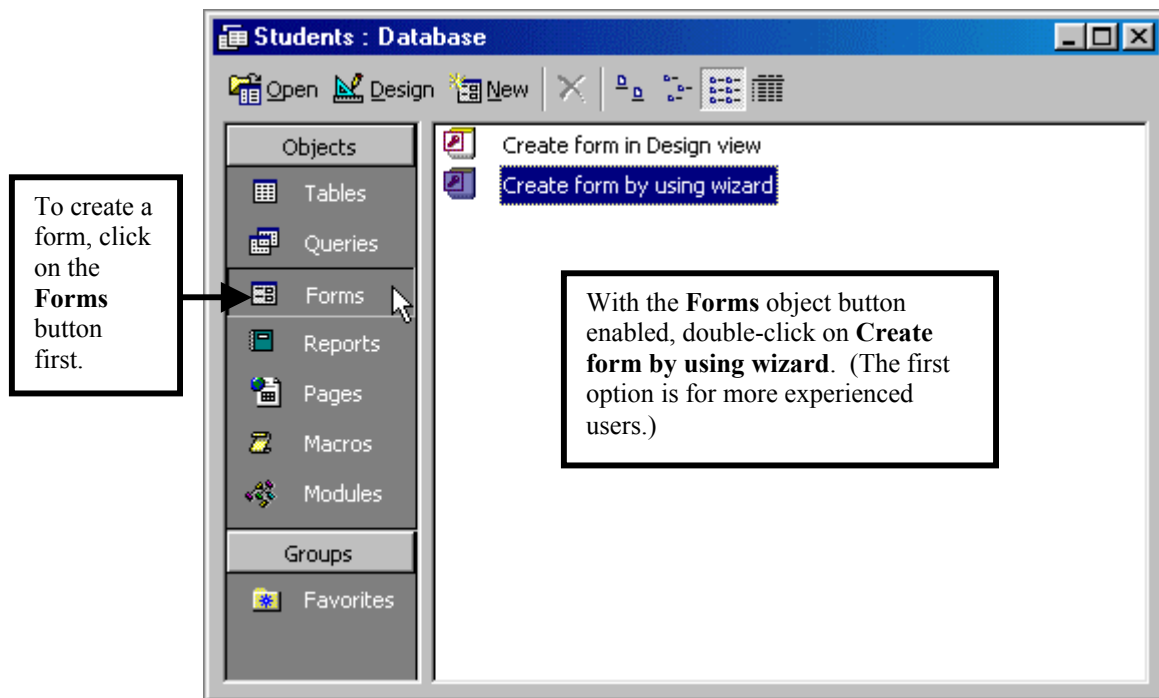 Students : Database
Open Design New
Objects
Tables
Queries
Forms
Reports
Pages
Macros
Modules
Groups
Favorites
Create form in Design view
Create form by using wizard
To create a
form, click
on the
Forms
button
first.
With the Forms object button
enabled, double-click on Create
form by using wizard. (The first
option is for more experienced
users.)